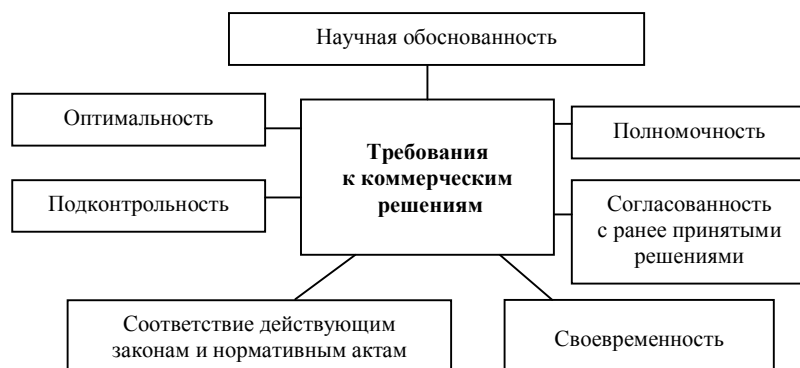 Научная обоснованность
Оптимальность
Полномочность
Требования
к коммерческим
решениям
Подконтрольность
Согласованность
с ранее принятыми
решениями
Соответствие действующим
законам и нормативным актам
Своевременность